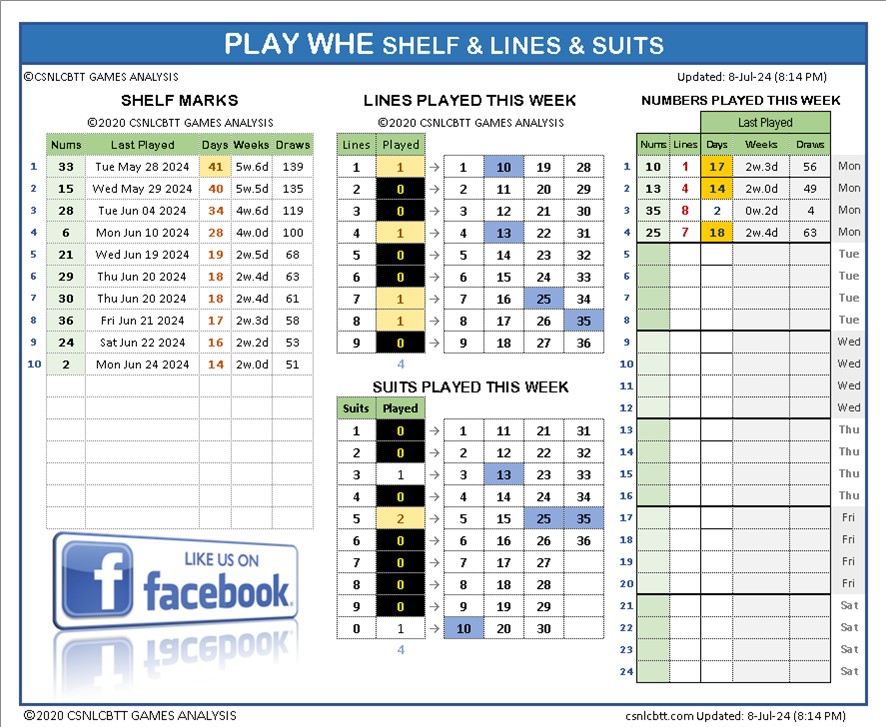 PLAY WHE SHELF & LINES & SUITS
©CSNLCBTT GAMES ANALYSIS
Updated: 8-Jul-24 (8:14 PM)
SHELF MARKS
©2020 CSNLCBTT GAMES ANALYSIS
Nums Last Played Days Weeks Draws
1 33 Tue May 28 2024 41 5w.6d 139
2 15 Wed May 29 2024 40 5w.5d 135
3 28 Tue Jun 04 2024 34 4w.6d 119
4 6 Mon Jun 10 2024 28 4w.0d 100
5 21 Wed Jun 19 2024 19 2w.5d 68
6 29 Thu Jun 20 2024 18 2w.4d 63
7 30 Thu Jun 20 2024 18 2w.4d 61
8 36 Fri Jun 21 2024 17 2w.3d 58
9 24 Sat Jun 22 2024 16 2w.2d 53
10 2 Mon Jun 24 2024 14 2w.0d 51
LIKE US ON
facebook.
LINES PLAYED THIS WEEK
©2020 CSNLCBTT GAMES ANALYSIS
Lines Played
1 1 → 1 10 19 28
2 0 → 2 11 20 29
3 0 → 3 12 21 30
4 1 → 4 13 22 31
5 0 → 5 14 23 32
6 0 → 6 15 24 33
7 1 → 7 16 25 34
8 1 → 8 17 26 35
9 0 → 9 18 27 36
4
SUITS PLAYED THIS WEEK
Suits Played
1 0 → 1 11 21 31
2 0 → 2 12 22 32
3 1 → 3 13 23 33
4 0 → 4 14 24 34
5 2 → 5 15 25 35
6 0 → 6 16 26 36
7 0 → 7 17 27
8 0 → 8 18 28
9 0 → 9 19 29
0 1 → 10 20 30
4
NUMBERS PLAYED THIS WEEK
Last Played
Nums Lines Days Weeks Draws
1 10 1 17 2w.3d 56 Mon
2 13 4 14 2w.0d 49 Mon
3 35 8 2 0w.2d 4 Mon
4 25 7 18 2w.4d 63 Mon
5 Tue
6 Tue
7 Tue
8 Tue
9 Wed
10 Wed
11 Wed
12 Wed
13 Thu
14 Thu
15 Thu
16 Thu
17 Fri
18 Fri
19 Fri
20 Fri
21 Sat
22 Sat
23 Sat
24 Sat
©2020 CSNLCBTT GAMES ANALYSIS
csnlcbtt.com Updated: 8-Jul-24 (8:14 PM)